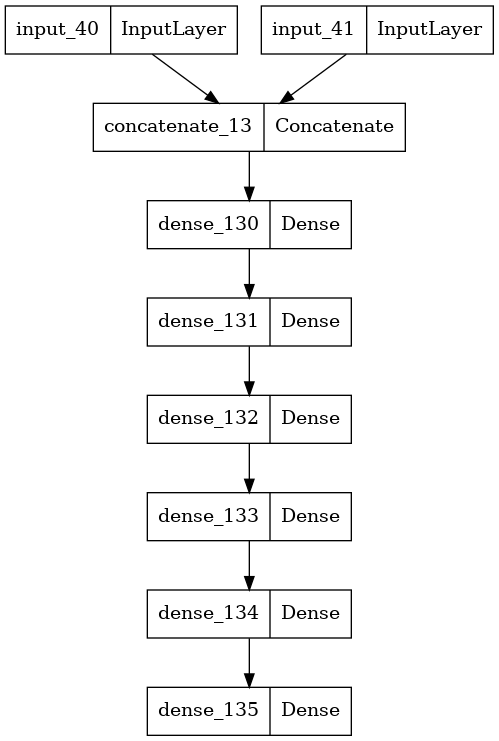 input_40 InputLayer input_41 InputLayer
concatenate_13 Concatenate
dense_130 Dense
dense_131 Dense
dense_132 Dense
dense_133 Dense
dense_134 Dense
dense_135 Dense